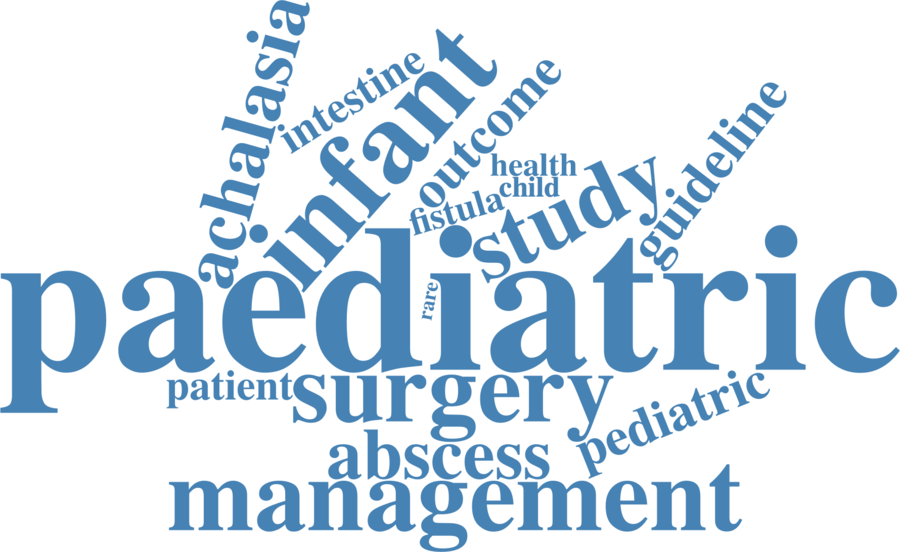 achalasia
intestine
infant
outcome
guideline
health
child
fistula
study
paediatric
rare
patient
surgery
pediatric
abscess
management